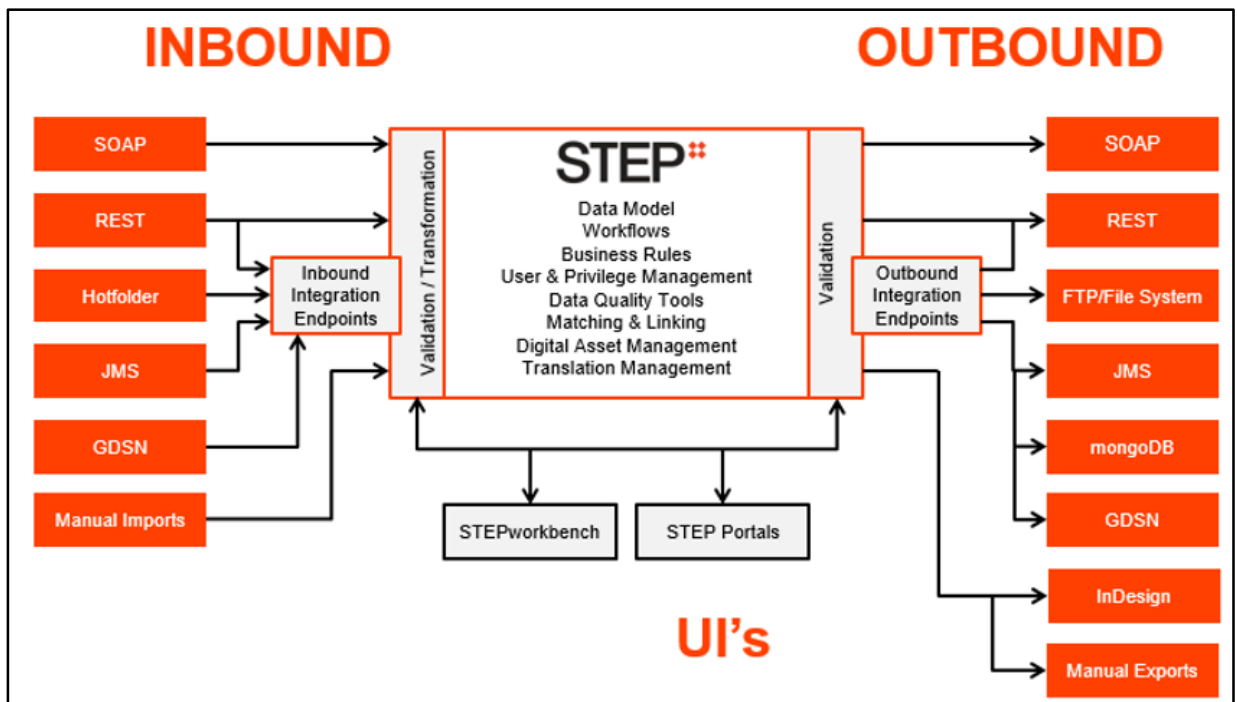 INBOUND
OUTBOUND
SOAP
REST
Hotfolder
JMS
GDSN
Manual Imports
Inbound
Integration
Endpoints
Validation / Transformation
STEP
Data Model
Workflows
Business Rules
User & Privilege Management
Data Quality Tools
Matching & Linking
Digital Asset Management
Translation Management
Validation
Outbound
Integration
Endpoints
SOAP
REST
FTP/File System
JMS
mongoDB
GDSN
InDesign
Manual Exports
STEPworkbench
STEP Portals
UI's